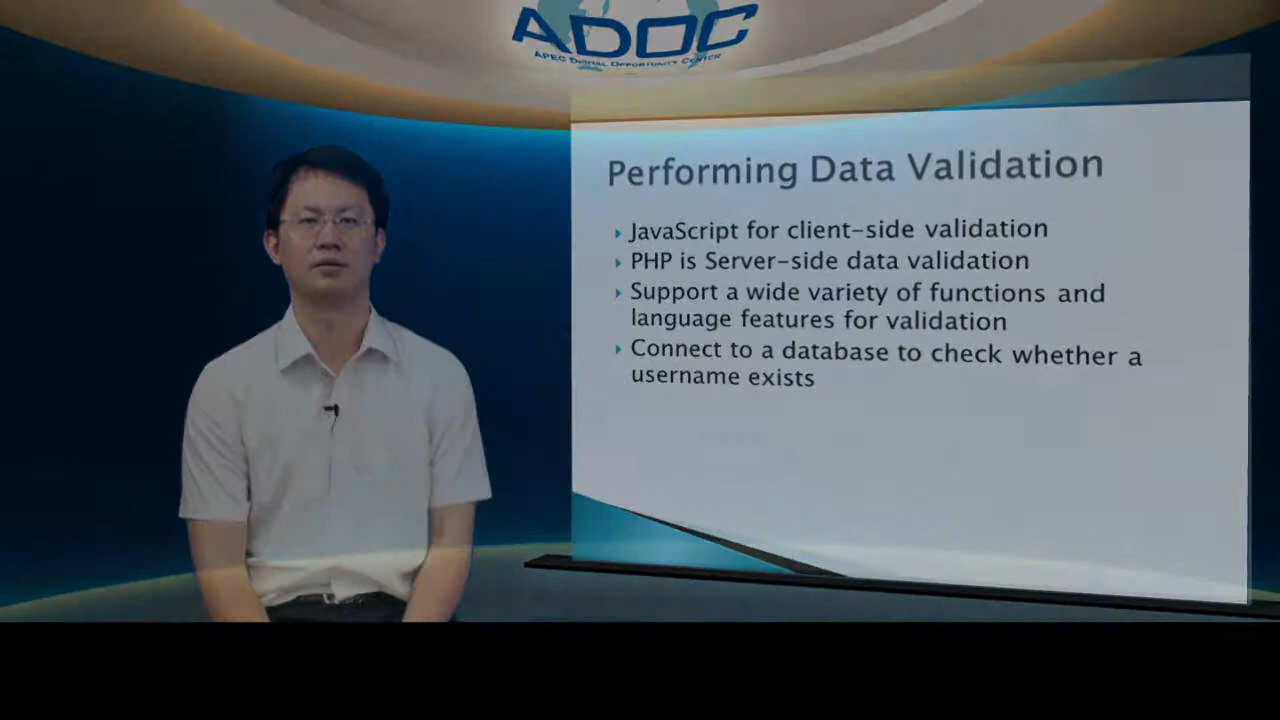 ADOC
APEC DIGITAL OPPORTUNITY CENTER
Performing Data Validation
JavaScript for client-side validation
PHP is Server-side data validation
Support a wide variety of functions and
language features for validation
Connect to a database to check whether a
username exists